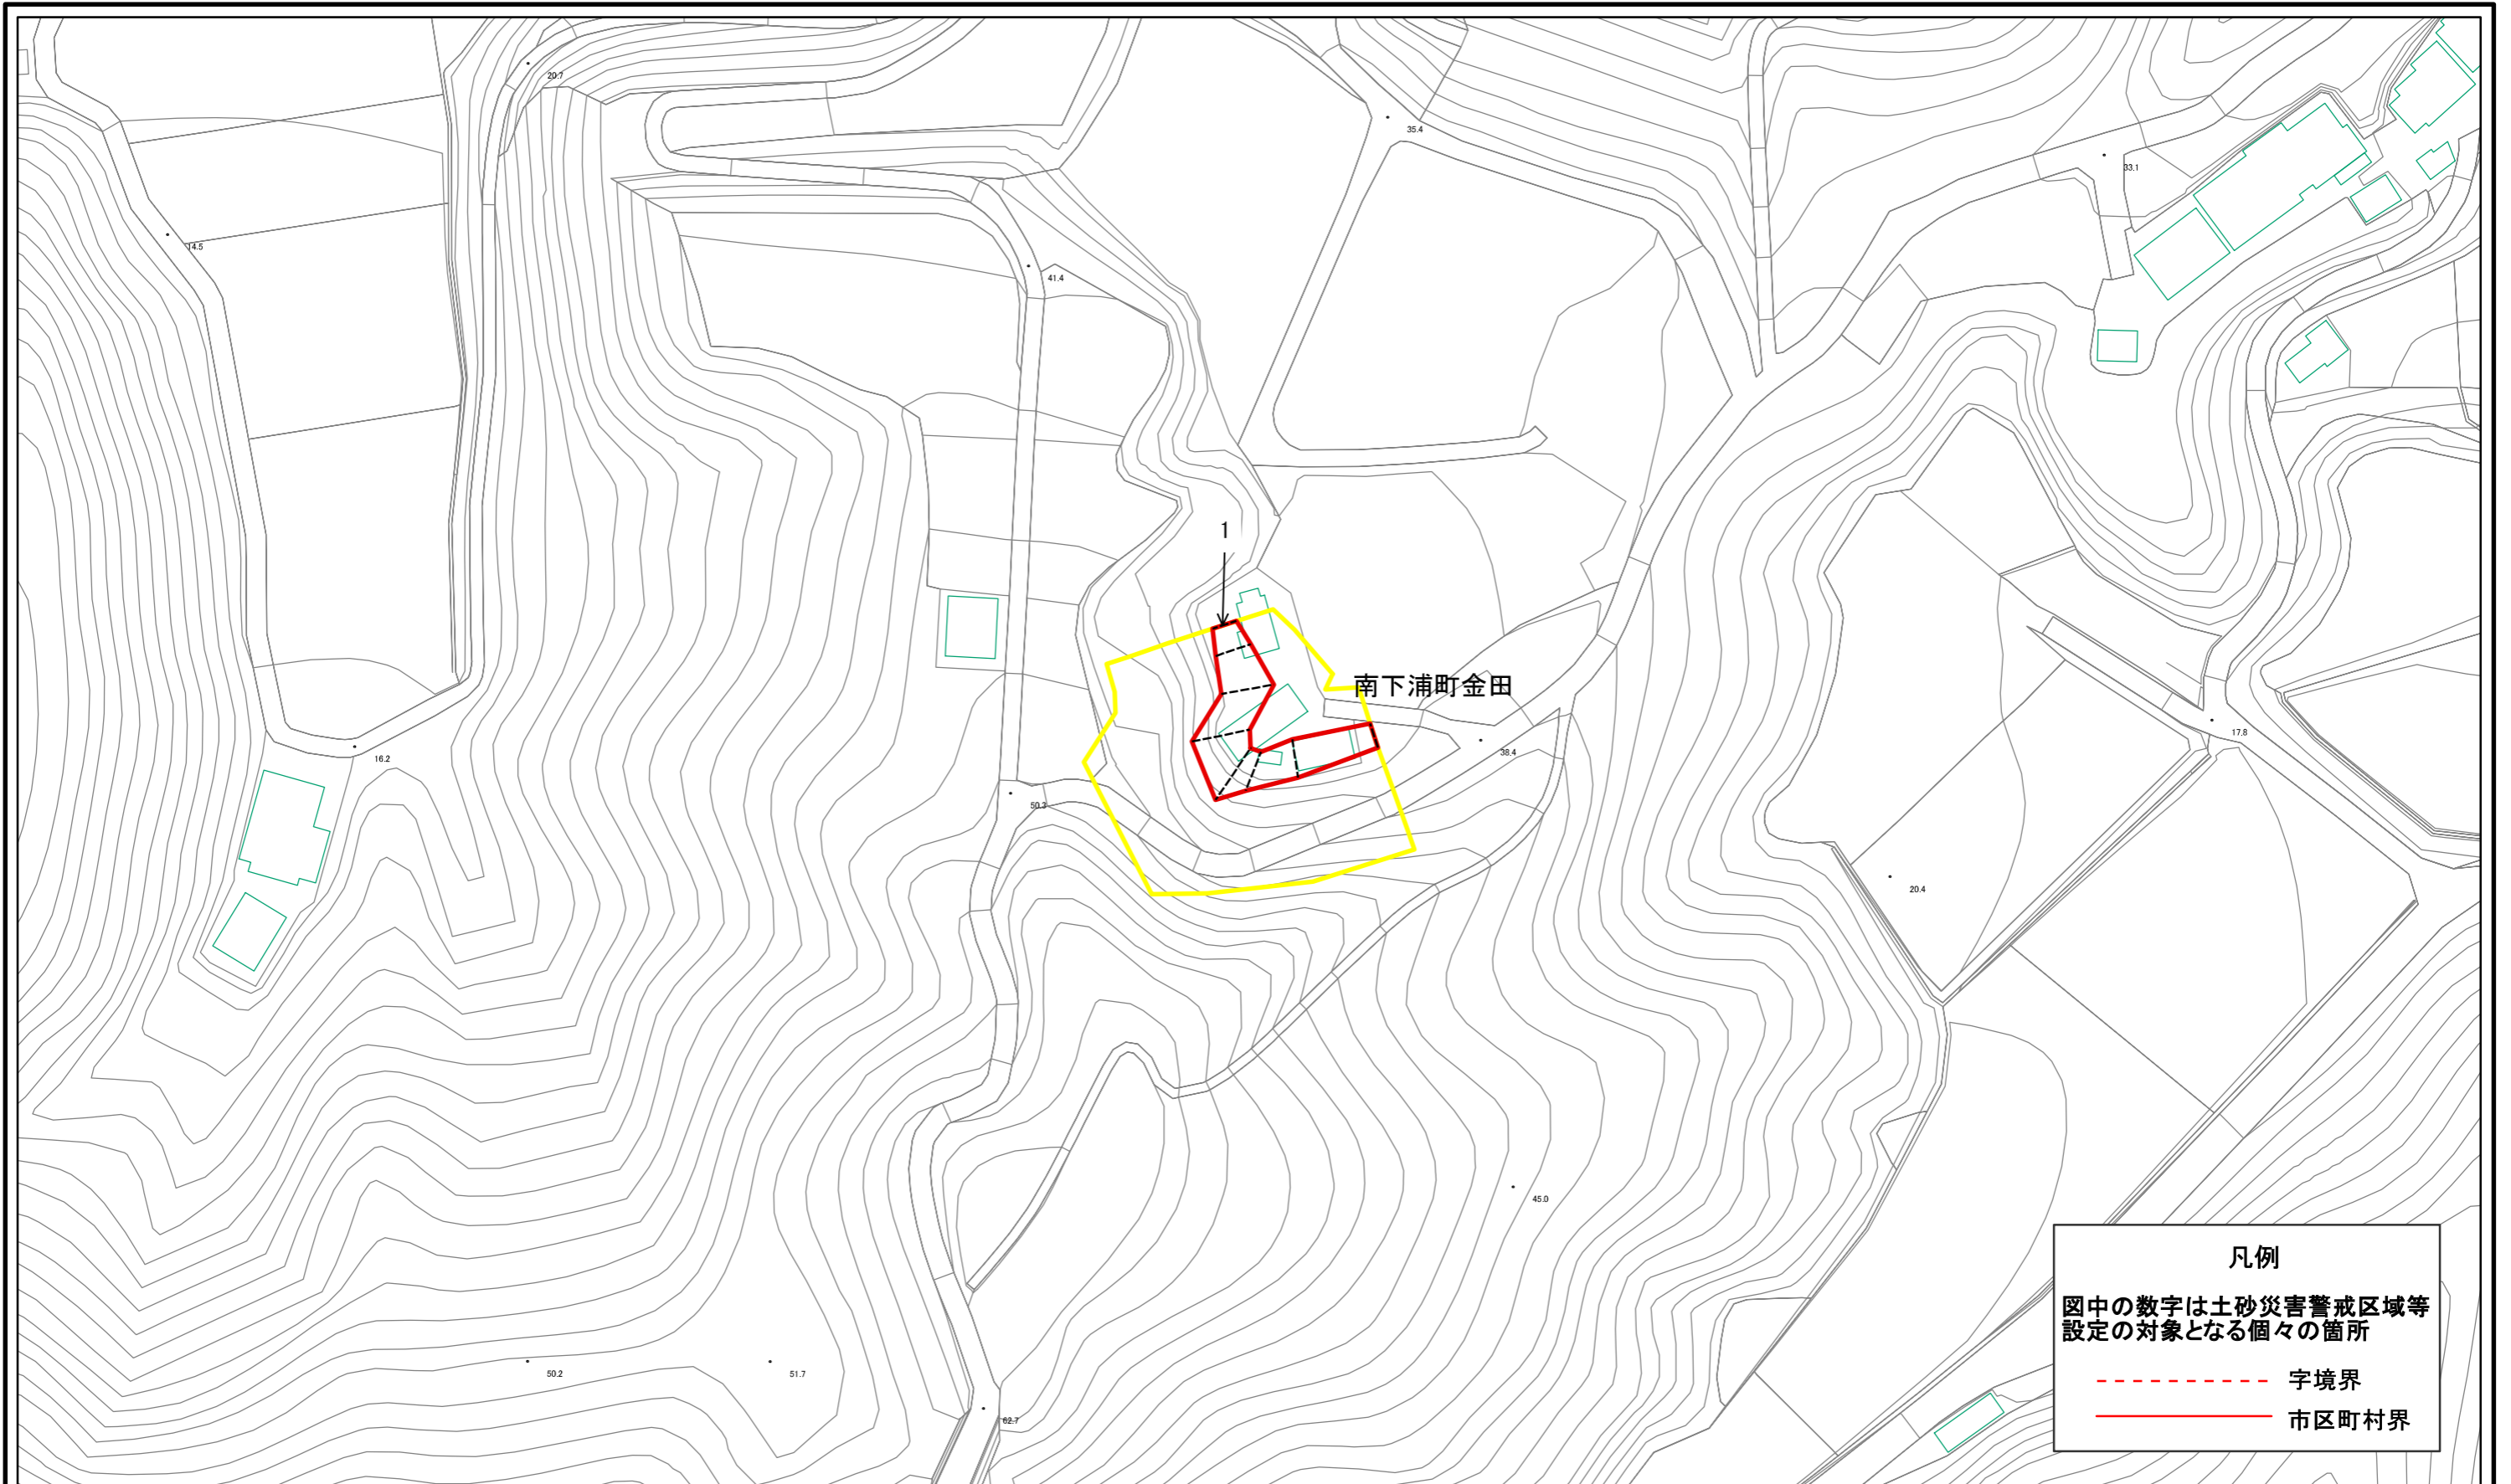 20.7
35.4
33.1
14.5
41.4
1
南下浦町金田
17.8
38.4
16.2
50.3
20.4
45.0
凡例
図中の数字は土砂災害警戒区域等
設定の対象となる個々の箇所
字境界
市区町村界
50.2
51.7
62.7